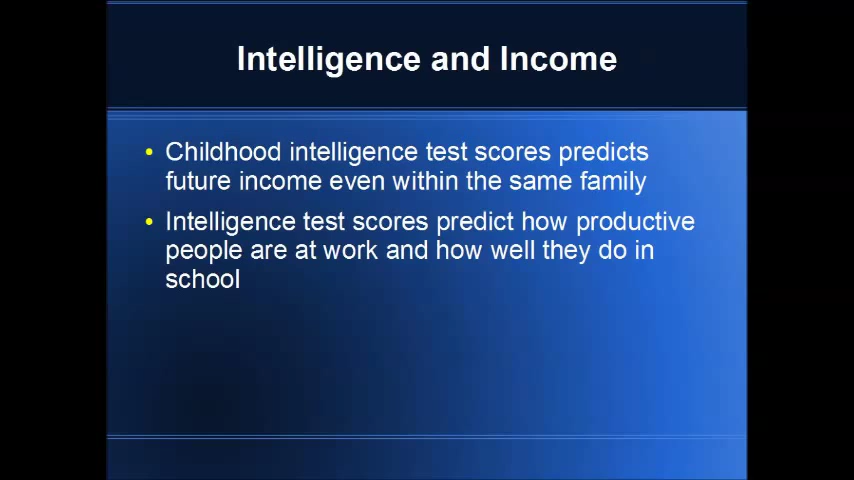 Intelligence and Income
• Childhood intelligence test scores predicts
future income even within the same family
• Intelligence test scores predict how productive
people are at work and how well they do in
school